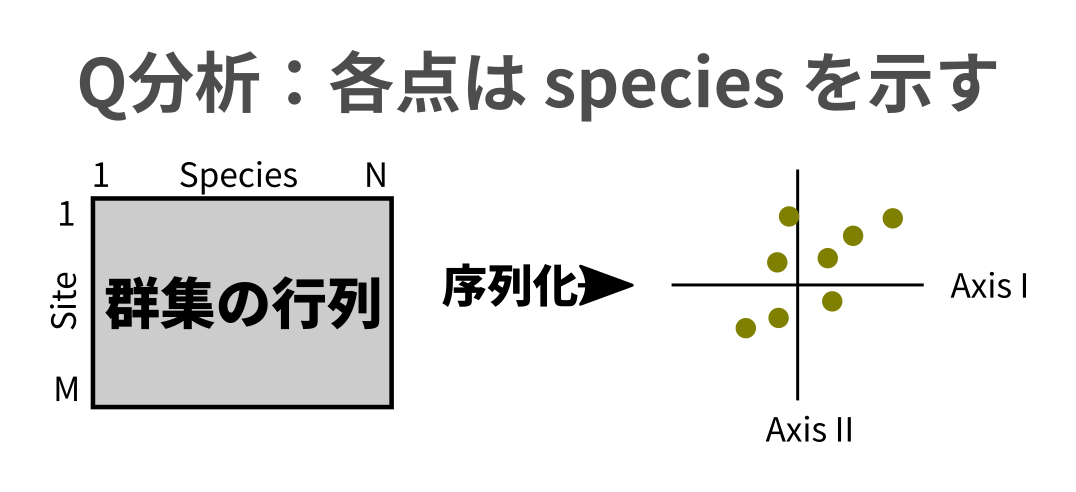 Q分析：各点は species を示す
1 Species N
1
Site
M
群集の行列
序列化
Axis I
Axis II